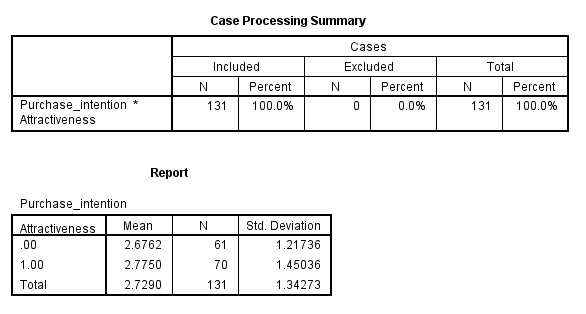 Case Processing Summary
Cases
Included Excluded Total
N Percent N Percent N Percent
Purchase_intention * 131 100.0% 0 0.0% 131 100.0%
Attractiveness
Report
Purchase_intention
Attractiveness Mean N Std. Deviation
.00 2.6762 61 1.21736
1.00 2.7750 70 1.45036
Total 2.7290 131 1.34273